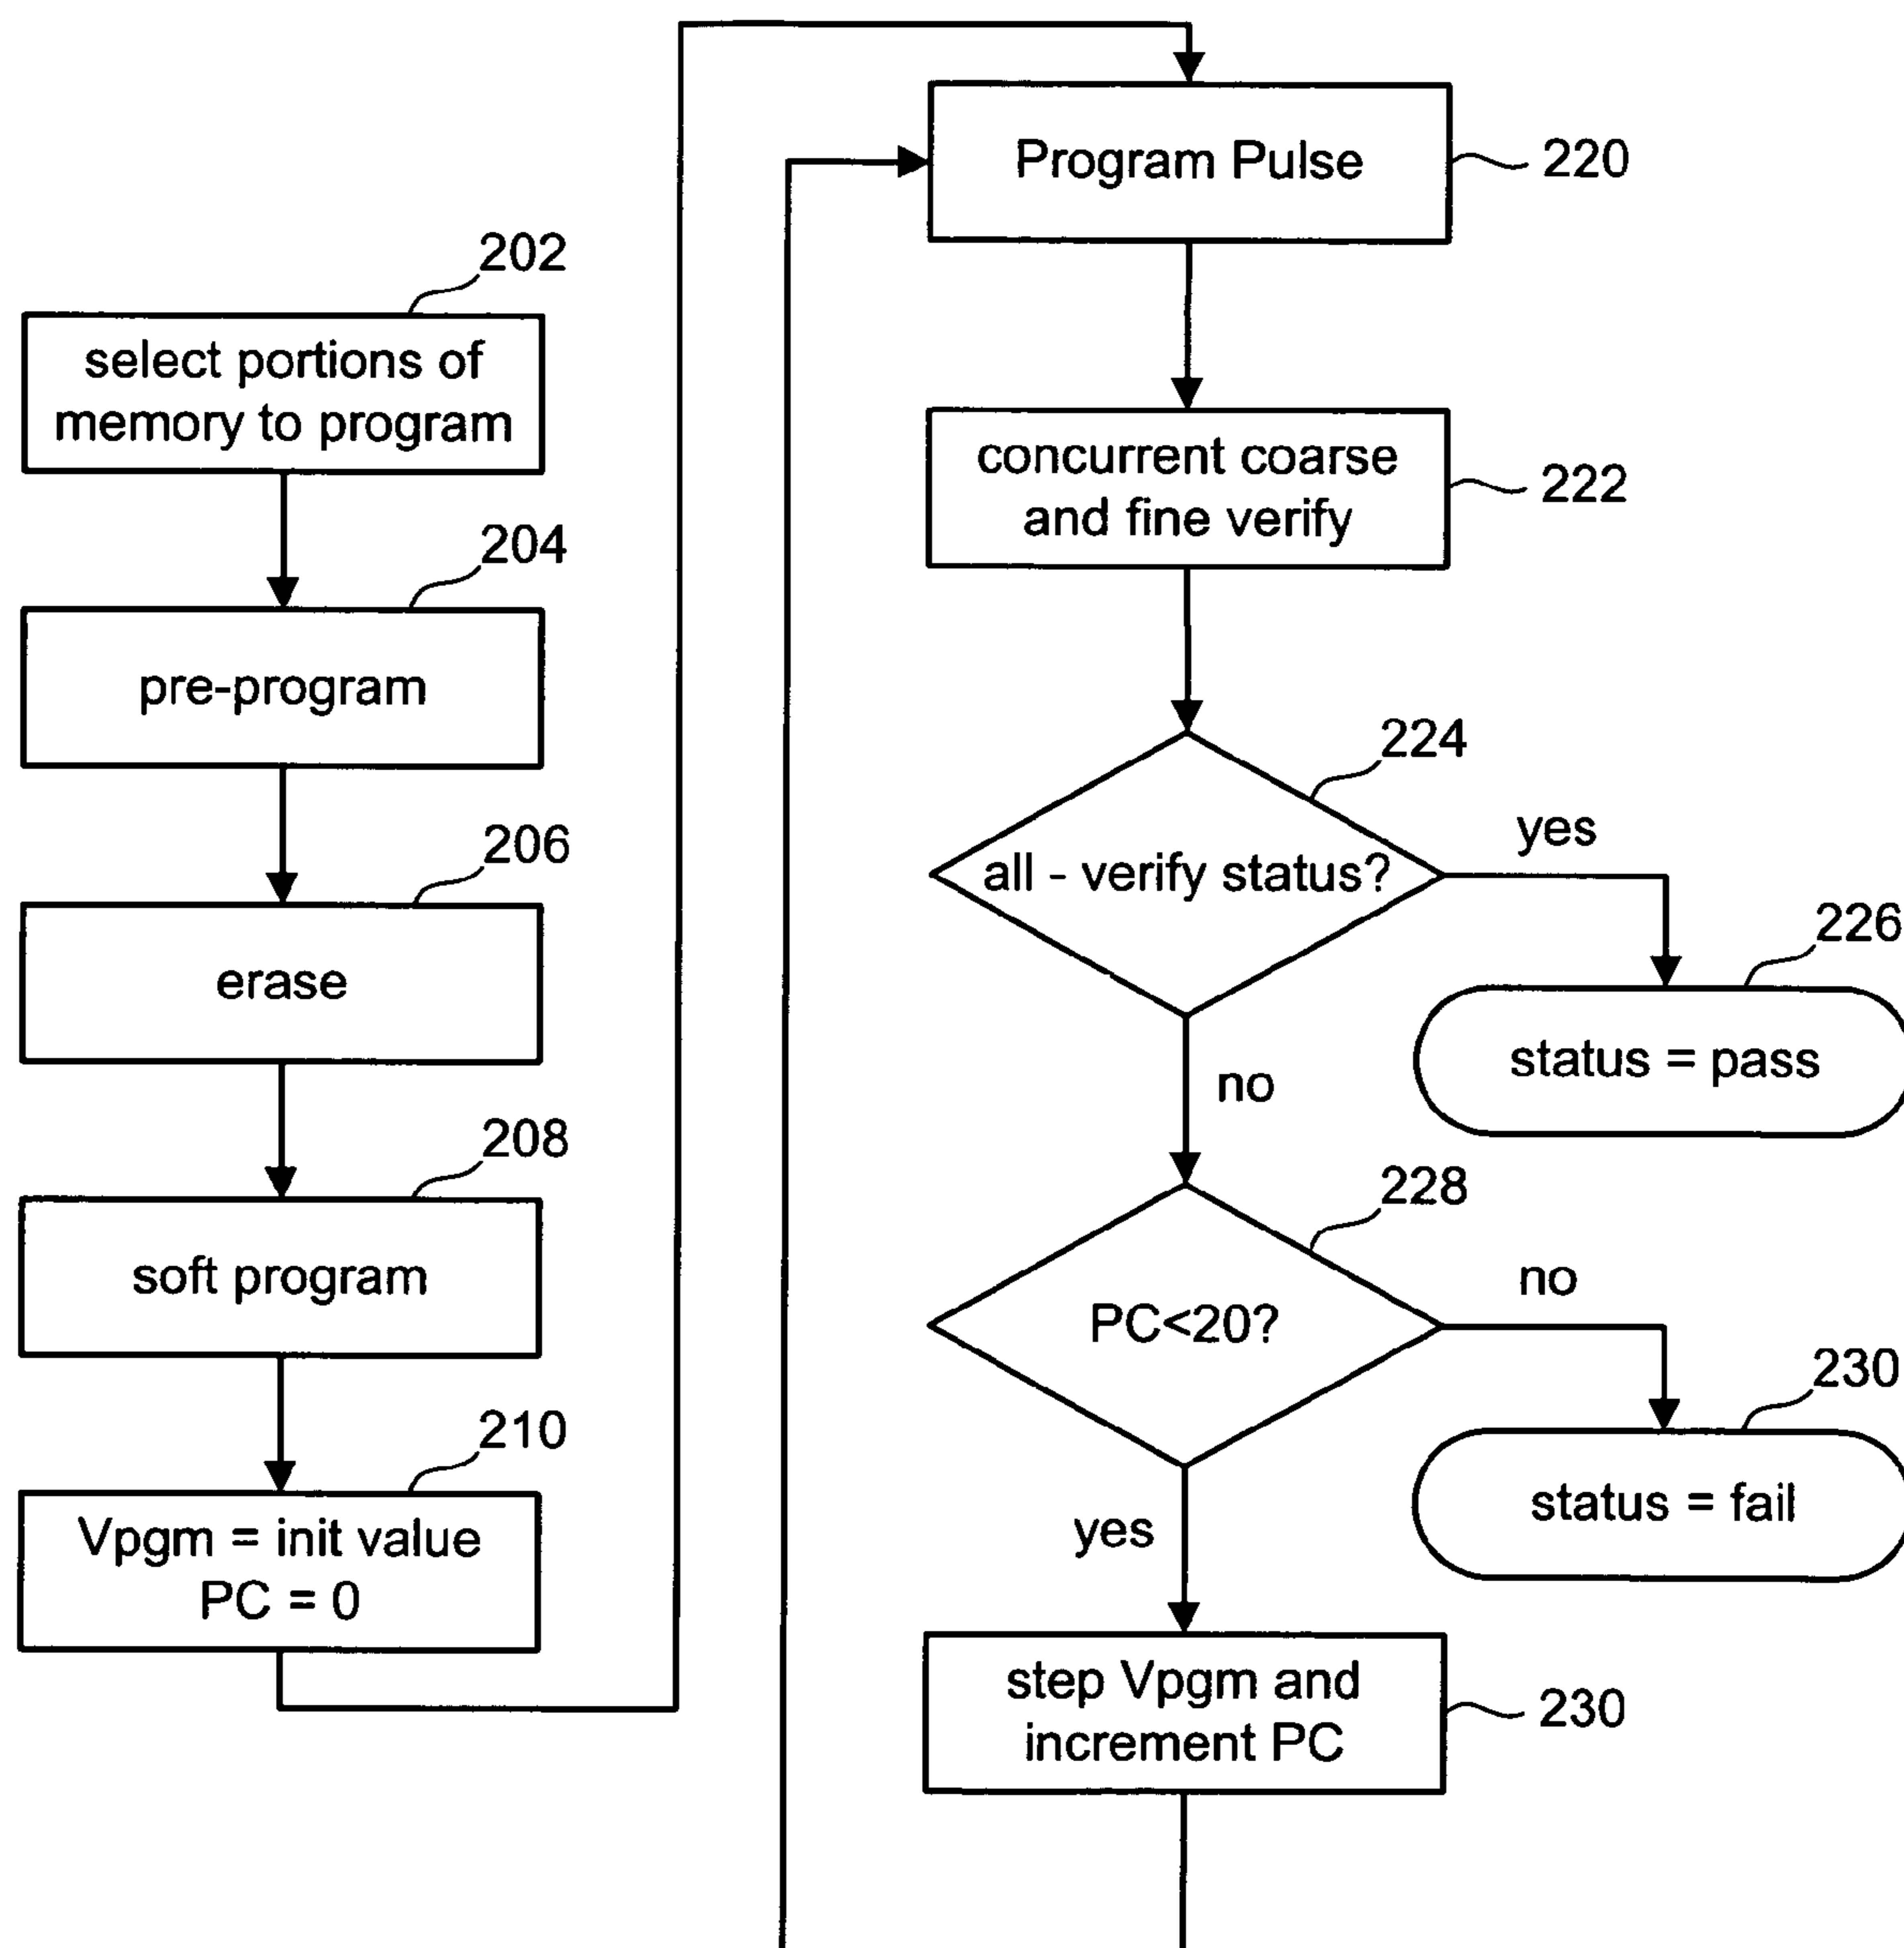 202
select portions of
memory to program
204
pre-program
206
erase
208
soft program
210
Vpgm = init value
PC = 0
Program Pulse
220
concurrent coarse
and fine verify
222
224
all - verify status?
yes
226
status = pass
no
228
PC<20?
no
230
status = fail
yes
step Vpgm and
increment PC
230